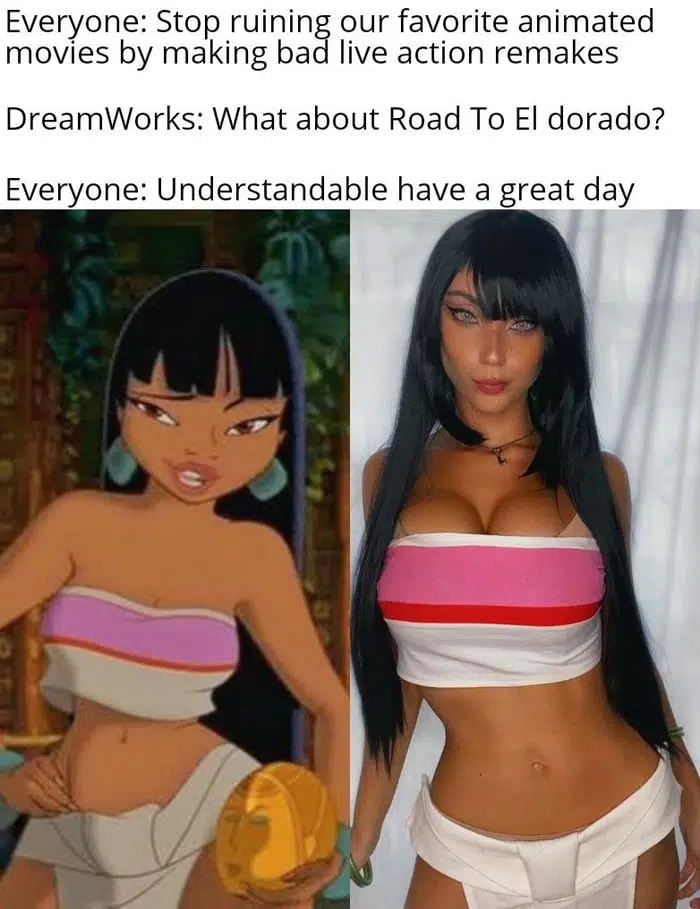 Everyone: Stop ruining our favorite animated
movies by making bad live action remakes
DreamWorks: What about Road To El dorado?
Everyone: Understandable have a great day